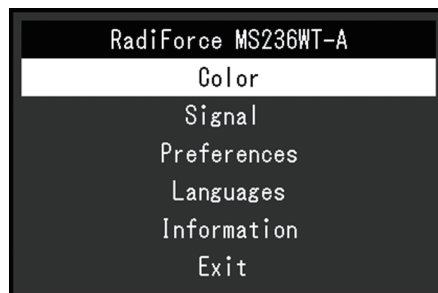 RadiForce MS236WT-A
Color
Signal
Preferences
Languages
Information
Exit